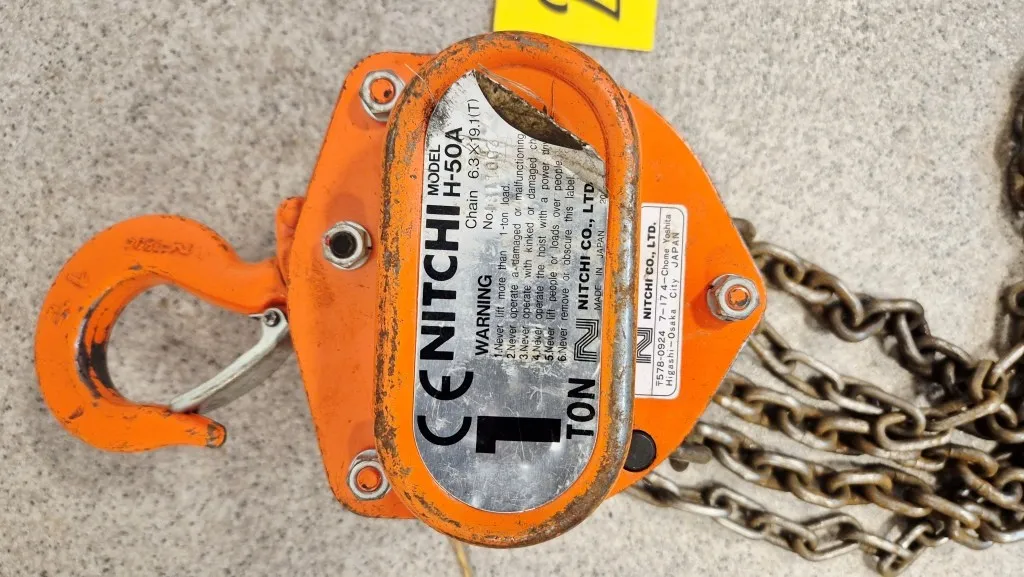 CE NITCHI
MODEL
H-50A
Chain 6.3×19.1(T)
No.
WARNING
1.Never lift more than 1-ton load.
2.Never operate a damaged or malfunctioning
3.Never operate with kinked or damaged
4.Never operate the hoist with a power
5.Never lift people or loads over people.
6.Never remove or obscure this label.
1
TON
N NITCHI CO., LTD.
MADE IN JAPAN
N NITCHI CO., LTD.
〒578-0924 7-17 4-Chome Yoshita
Higashi-Osaka City JAPAN